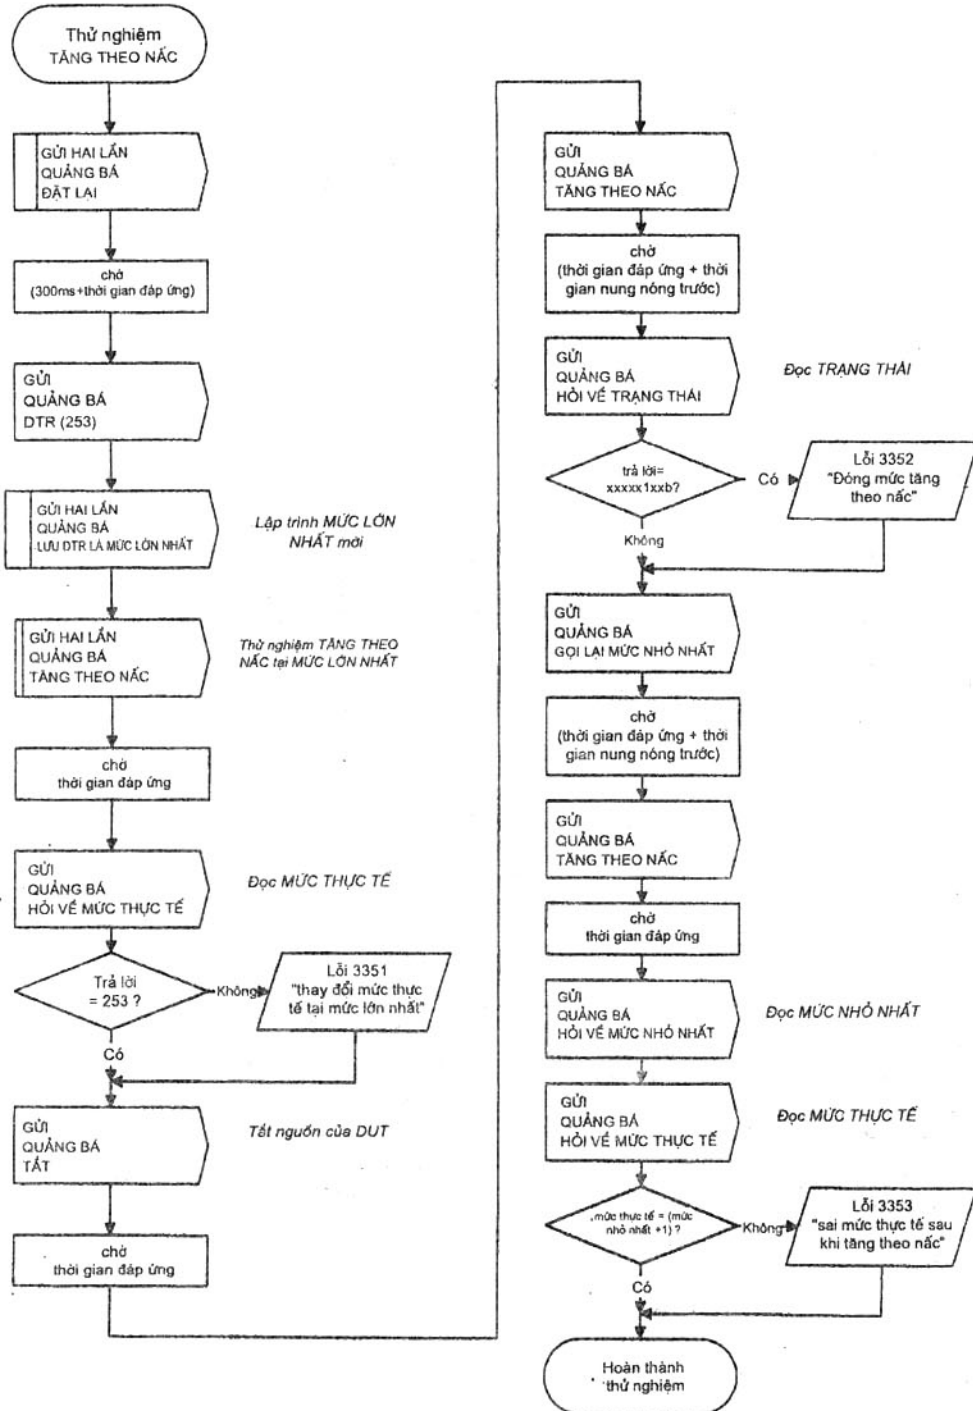 Thử nghiệm
TĂNG THEO NẤC
GỬI HAI LẦN
QUẢNG BÁ
ĐẶT LẠI
chờ
(300ms+thời gian đáp ứng)
GỬI
QUẢNG BÁ
DTR (253)
GỬI HAI LẦN
QUẢNG BÁ
LƯU DTR LÀ MỨC LỚN NHẤT
Lập trình MỨC LỚN
NHẤT mới
GỬI HAI LẦN
QUẢNG BÁ
TĂNG THEO NẤC
Thử nghiệm TĂNG THEO
NẤC tại MỨC LỚN NHẤT
chờ
thời gian đáp ứng
GỬI
QUẢNG BÁ
HỎI VỀ MỨC THỰC TẾ
Đọc MỨC THỰC TẾ
Trả lời
= 253 ?
Không
Lỗi 3351
"thay đổi mức thực
tế tại mức lớn nhất"
Có
GỬI
QUẢNG BÁ
TẮT
Tắt nguồn của DUT
chờ
thời gian đáp ứng
GỬI
QUẢNG BÁ
TĂNG THEO NẤC
chờ
(thời gian đáp ứng + thời
gian nung nóng trước)
GỬI
QUẢNG BÁ
HỎI VỀ TRẠNG THÁI
Đọc TRẠNG THÁI
trả lời=
xxxxx1xxb?
Có
Lỗi 3352
"Đóng mức tăng
theo nấc"
Không
GỬI
QUẢNG BÁ
GỌI LẠI MỨC NHỎ NHẤT
chờ
(thời gian đáp ứng + thời
gian nung nóng trước)
GỬI
QUẢNG BÁ
TĂNG THEO NẤC
chờ
thời gian đáp ứng
GỬI
QUẢNG BÁ
HỎI VỀ MỨC NHỎ NHẤT
Đọc MỨC NHỎ NHẤT
GỬI
QUẢNG BÁ
HỎI VỀ MỨC THỰC TẾ
Đọc MỨC THỰC TẾ
mức thực tế = (mức
nhỏ nhất +1) ?
Không
Lỗi 3353
"sai mức thực tế sau
khi tăng theo nấc"
Có
Hoàn thành
thử nghiệm